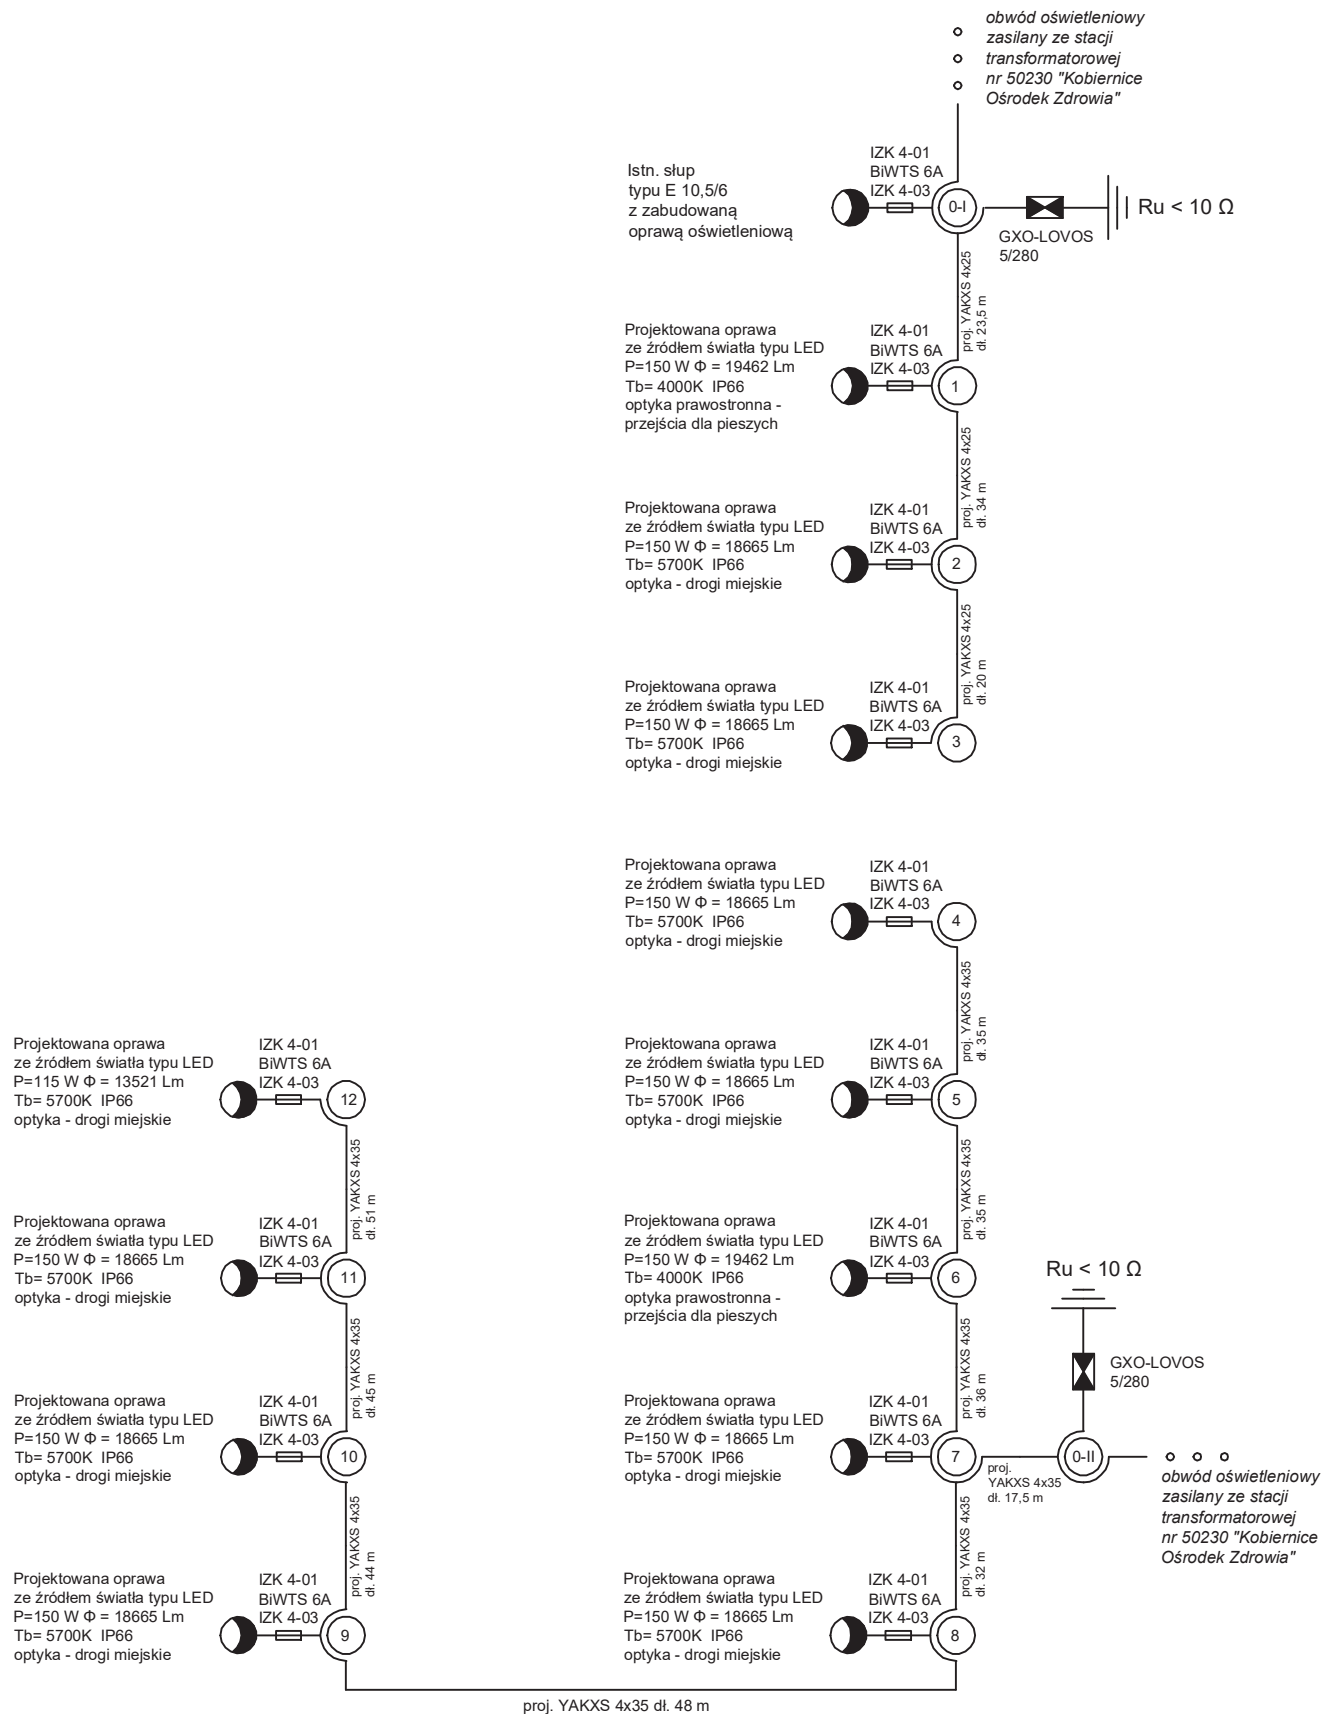 obwód oświetleniowy
zasilany ze stacji
transformatorowej
nr 50230 "Kobiernice
Ośrodek Zdrowia"
Istn. słup
typu E 10,5/6
z zabudowaną
oprawą oświetleniową
IZK 4-01
BiWTS 6A
IZK 4-03
0-I
GXO-LOVOS
5/280
Ru < 10 Ω
proj. YAKXS 4x25
dł. 23,5 m
Projektowana oprawa
ze źródłem światła typu LED
P=150 W Φ = 19462 Lm
Tb= 4000K IP66
optyka prawostronna -
przejścia dla pieszych
IZK 4-01
BiWTS 6A
IZK 4-03
1
proj. YAKXS 4x25
dł. 34 m
Projektowana oprawa
ze źródłem światła typu LED
P=150 W Φ = 18665 Lm
Tb= 5700K IP66
optyka - drogi miejskie
IZK 4-01
BiWTS 6A
IZK 4-03
2
proj. YAKXS 4x25
dł. 20 m
Projektowana oprawa
ze źródłem światła typu LED
P=150 W Φ = 18665 Lm
Tb= 5700K IP66
optyka - drogi miejskie
IZK 4-01
BiWTS 6A
IZK 4-03
3
Projektowana oprawa
ze źródłem światła typu LED
P=150 W Φ = 18665 Lm
Tb= 5700K IP66
optyka - drogi miejskie
IZK 4-01
BiWTS 6A
IZK 4-03
4
proj. YAKXS 4x35
dł. 35 m
Projektowana oprawa
ze źródłem światła typu LED
P=115 W Φ = 13521 Lm
Tb= 5700K IP66
optyka - drogi miejskie
IZK 4-01
BiWTS 6A
IZK 4-03
12
proj. YAKXS 4x35
dł. 51 m
Projektowana oprawa
ze źródłem światła typu LED
P=150 W Φ = 18665 Lm
Tb= 5700K IP66
optyka - drogi miejskie
IZK 4-01
BiWTS 6A
IZK 4-03
5
proj. YAKXS 4x35
dł. 35 m
Projektowana oprawa
ze źródłem światła typu LED
P=150 W Φ = 18665 Lm
Tb= 5700K IP66
optyka - drogi miejskie
IZK 4-01
BiWTS 6A
IZK 4-03
11
proj. YAKXS 4x35
dł. 45 m
Projektowana oprawa
ze źródłem światła typu LED
P=150 W Φ = 19462 Lm
Tb= 4000K IP66
optyka prawostronna -
przejścia dla pieszych
IZK 4-01
BiWTS 6A
IZK 4-03
6
proj. YAKXS 4x35
dł. 36 m
Ru < 10 Ω
GXO-LOVOS
5/280
Projektowana oprawa
ze źródłem światła typu LED
P=150 W Φ = 18665 Lm
Tb= 5700K IP66
optyka - drogi miejskie
IZK 4-01
BiWTS 6A
IZK 4-03
10
proj. YAKXS 4x35
dł. 44 m
Projektowana oprawa
ze źródłem światła typu LED
P=150 W Φ = 18665 Lm
Tb= 5700K IP66
optyka - drogi miejskie
IZK 4-01
BiWTS 6A
IZK 4-03
7
proj.
YAKXS 4x35
dł. 17,5 m
0-II
obwód oświetleniowy
zasilany ze stacji
transformatorowej
nr 50230 "Kobiernice
Ośrodek Zdrowia"
proj. YAKXS 4x35
dł. 32 m
Projektowana oprawa
ze źródłem światła typu LED
P=150 W Φ = 18665 Lm
Tb= 5700K IP66
optyka - drogi miejskie
IZK 4-01
BiWTS 6A
IZK 4-03
9
Projektowana oprawa
ze źródłem światła typu LED
P=150 W Φ = 18665 Lm
Tb= 5700K IP66
optyka - drogi miejskie
IZK 4-01
BiWTS 6A
IZK 4-03
8
proj. YAKXS 4x35 dł. 48 m